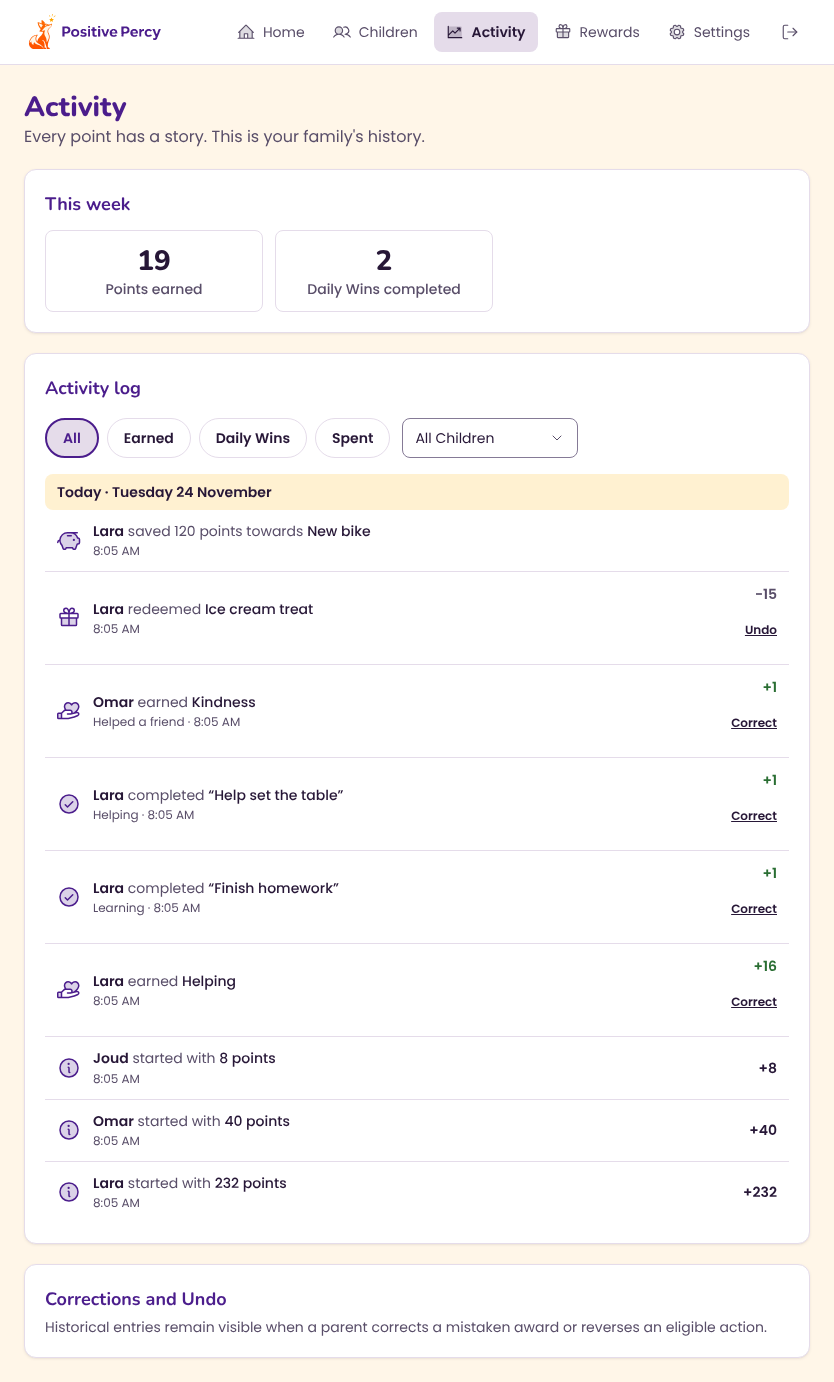 Positive Percy
Home
Children
Activity
Rewards
Settings
Activity
Every point has a story. This is your family's history.
This week
19
Points earned
2
Daily Wins completed
Activity log
All
Earned
Daily Wins
Spent
All Children
Today · Tuesday 24 November
Lara saved 120 points towards New bike
8:05 AM
Lara redeemed Ice cream treat
8:05 AM
-15
Undo
Omar earned Kindness
Helped a friend · 8:05 AM
+1
Correct
Lara completed “Help set the table”
Helping · 8:05 AM
+1
Correct
Lara completed “Finish homework”
Learning · 8:05 AM
+1
Correct
Lara earned Helping
8:05 AM
+16
Correct
Joud started with 8 points
8:05 AM
+8
Omar started with 40 points
8:05 AM
+40
Lara started with 232 points
8:05 AM
+232
Corrections and Undo
Historical entries remain visible when a parent corrects a mistaken award or reverses an eligible action.